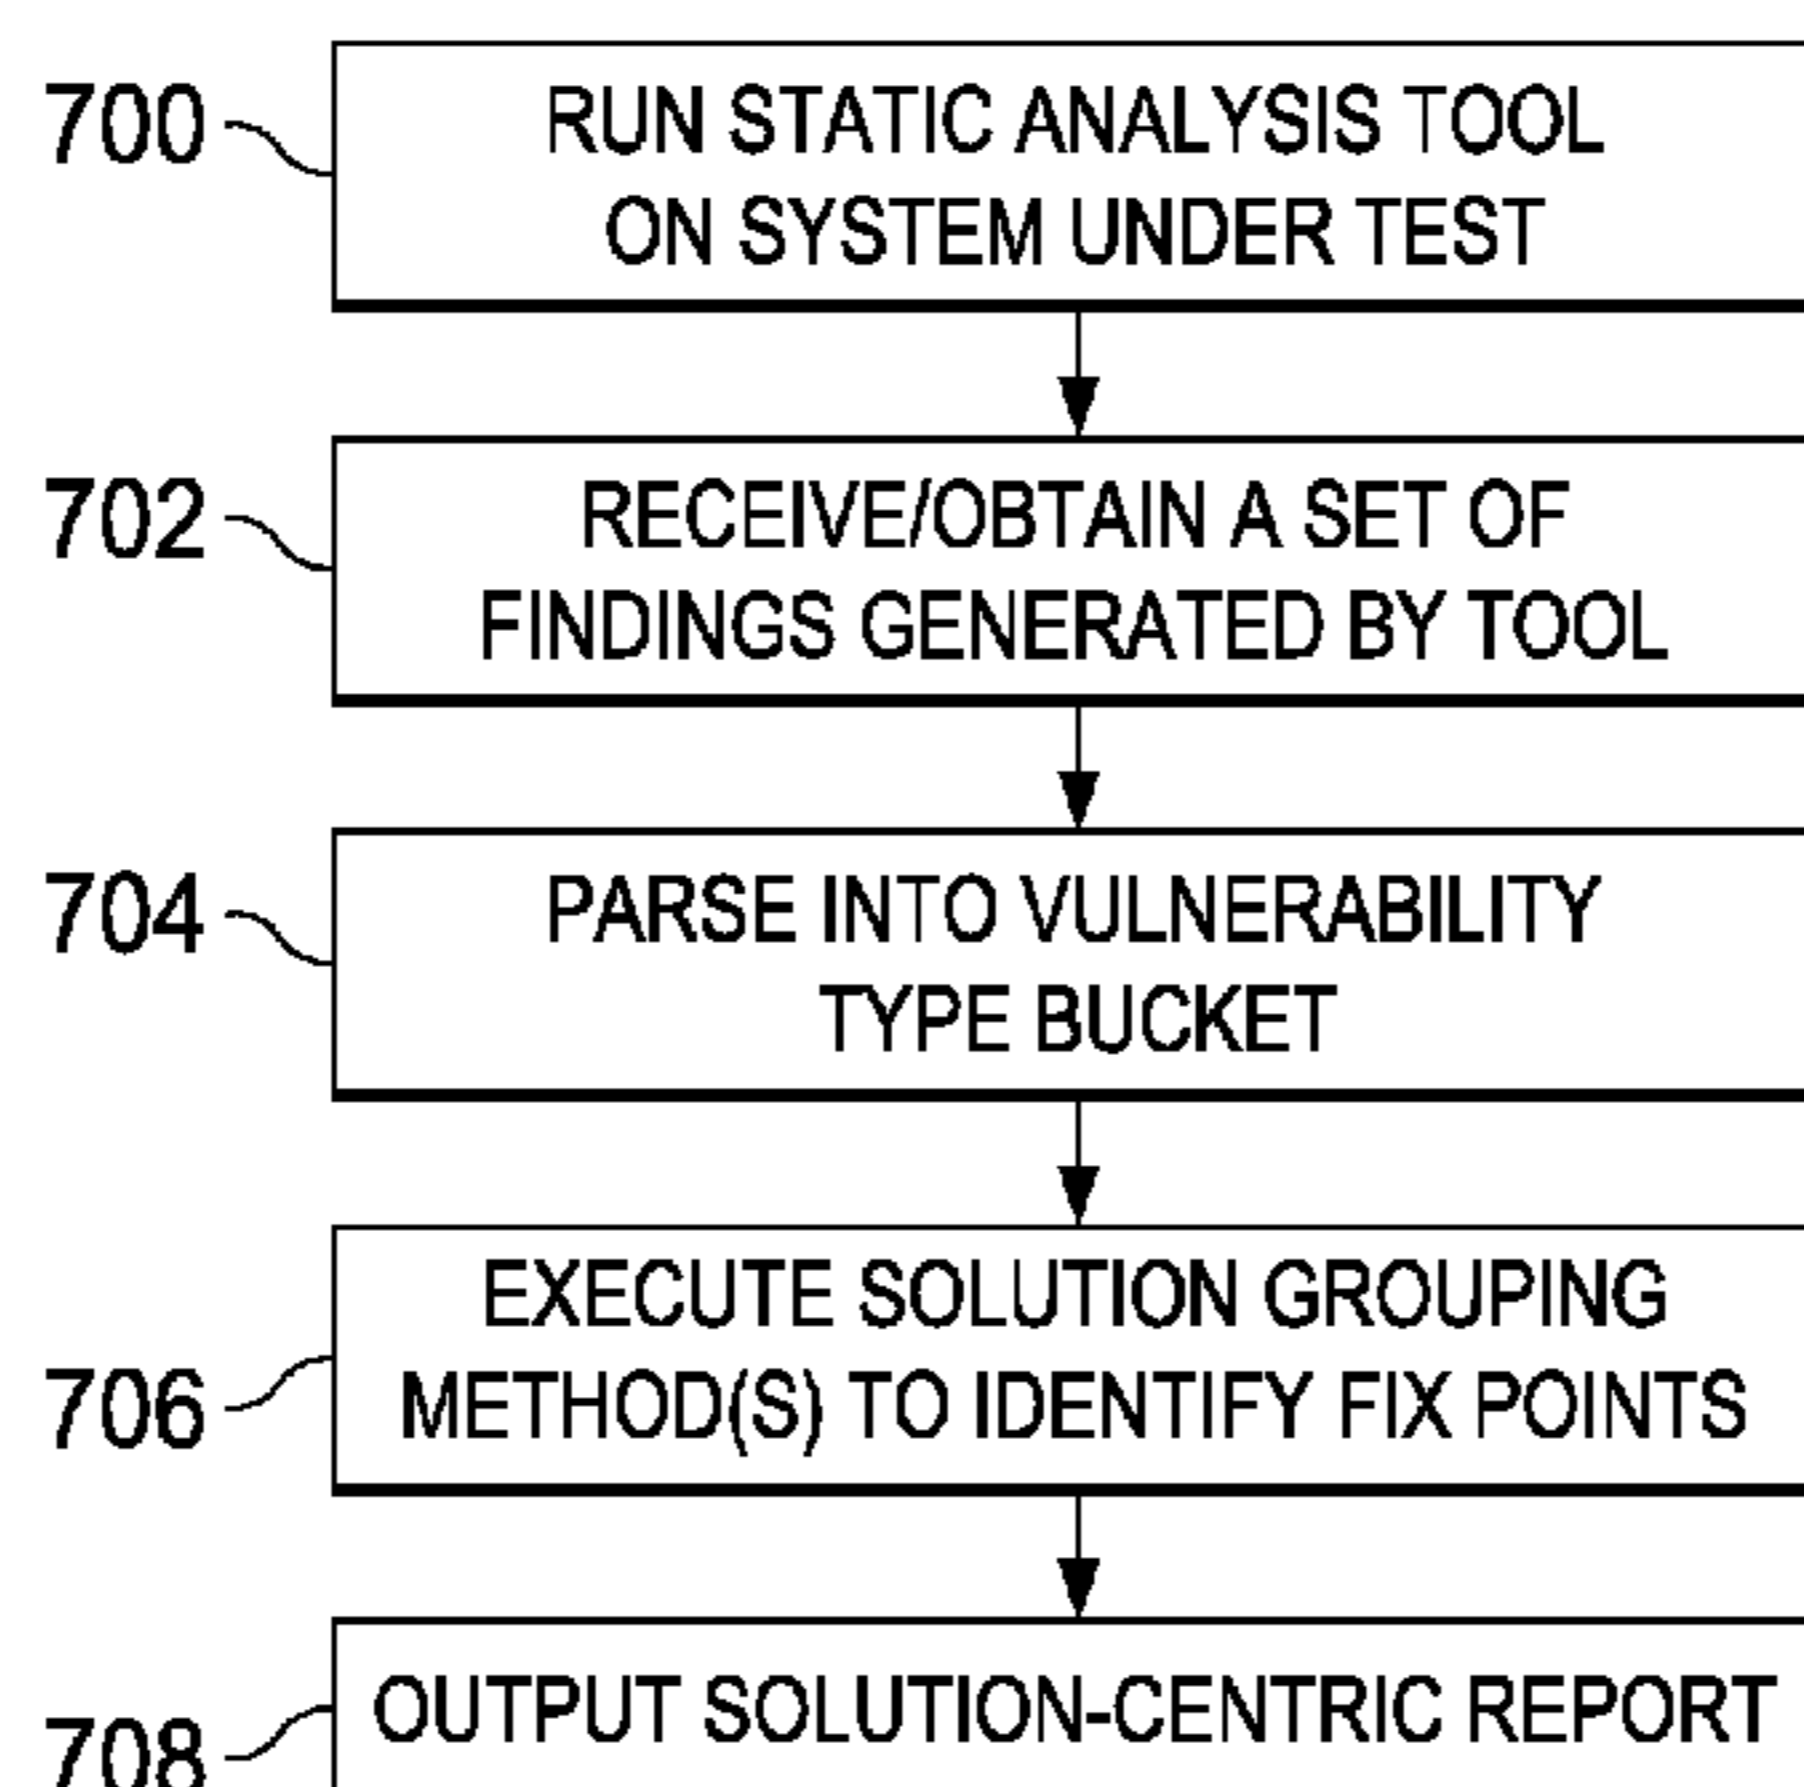 700
RUN STATIC ANALYSIS TOOL
ON SYSTEM UNDER TEST
702
RECEIVE/OBTAIN A SET OF
FINDINGS GENERATED BY TOOL
704
PARSE INTO VULNERABILITY
TYPE BUCKET
706
EXECUTE SOLUTION GROUPING
METHOD(S) TO IDENTIFY FIX POINTS
708
OUTPUT SOLUTION-CENTRIC REPORT